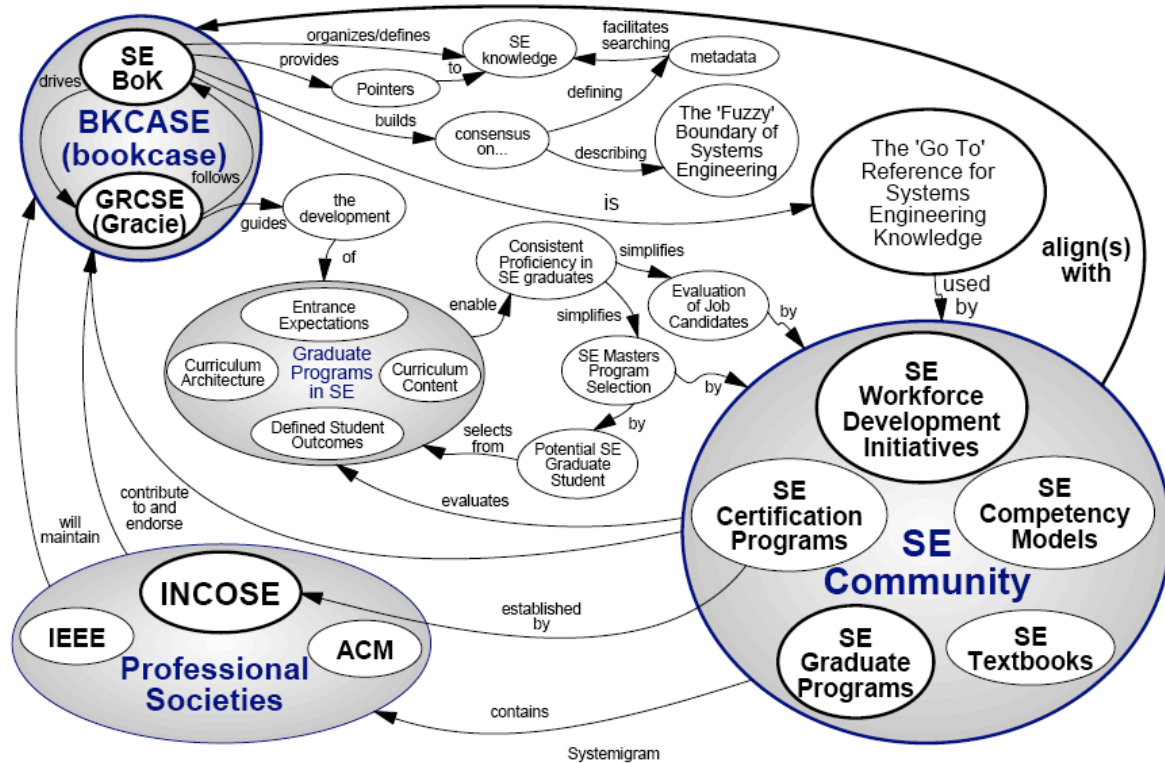 SE
BoK
drives
BKCASE
(bookcase)
follows
GRCSE
(Gracie)
organizes/defines
provides
Pointers
to
SE
knowledge
facilitates
searching
metadata
defining
builds
consensus
on...
describing
The 'Fuzzy'
Boundary of
Systems
Engineering
is
The 'Go To'
Reference for
Systems
Engineering
Knowledge
align(s)
with
used
by
guides
the
development
of
Entrance
Expectations
Graduate
Programs
in SE
Curriculum
Architecture
Curriculum
Content
Defined Student
Outcomes
enable
Consistent
Proficiency in
SE graduates
simplifies
Evaluation
of Job
Candidates
by
simplifies
SE Masters
Program
Selection
by
by
Potential SE
Graduate
Student
selects
from
evaluates
SE
Workforce
Development
Initiatives
SE
Certification
Programs
SE
Competency
Models
SE
Community
SE
Graduate
Programs
SE
Textbooks
will
maintain
contribute
to and
endorse
INCOSE
IEEE
ACM
Professional
Societies
established
by
contains
Systemigram